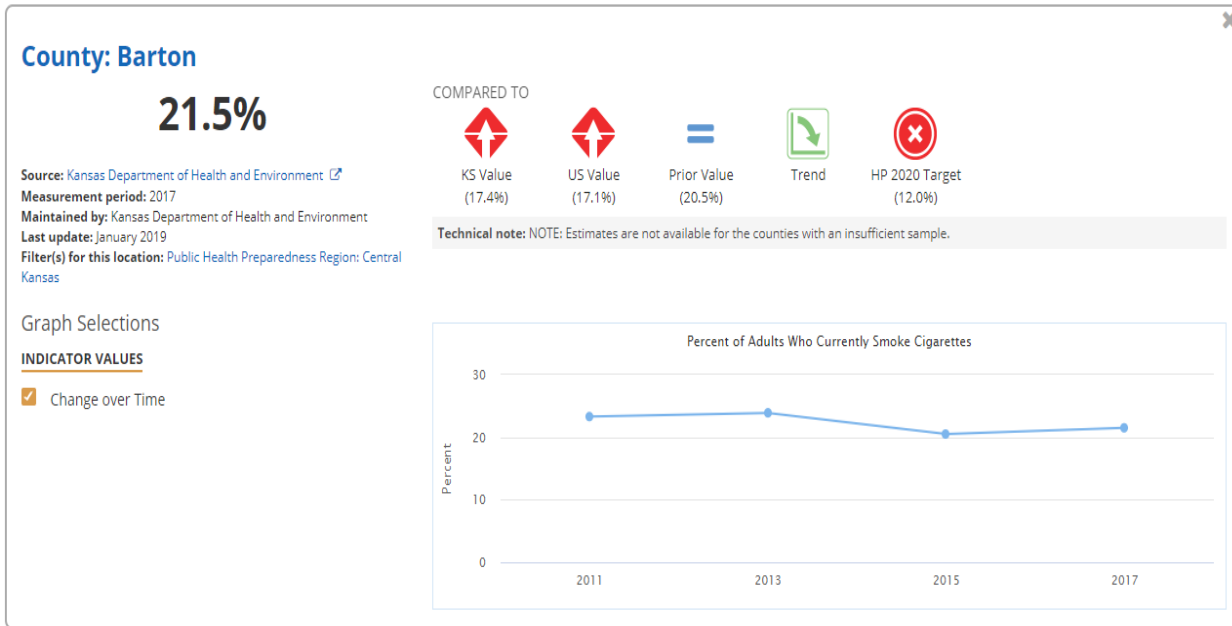 County: Barton
21.5%
Source: Kansas Department of Health and Environment
Measurement period: 2017
Maintained by: Kansas Department of Health and Environment
Last update: January 2019
Filter(s) for this location: Public Health Preparedness Region: Central
Kansas
COMPARED TO
KS Value
(17.4%)
US Value
(17.1%)
Prior Value
(20.5%)
Trend
HP 2020 Target
(12.0%)
Technical note: NOTE: Estimates are not available for the counties with an insufficient sample.
Graph Selections
INDICATOR VALUES
Change over Time
Percent of Adults Who Currently Smoke Cigarettes
Percent
30
20
10
0
2011 2013 2015 2017